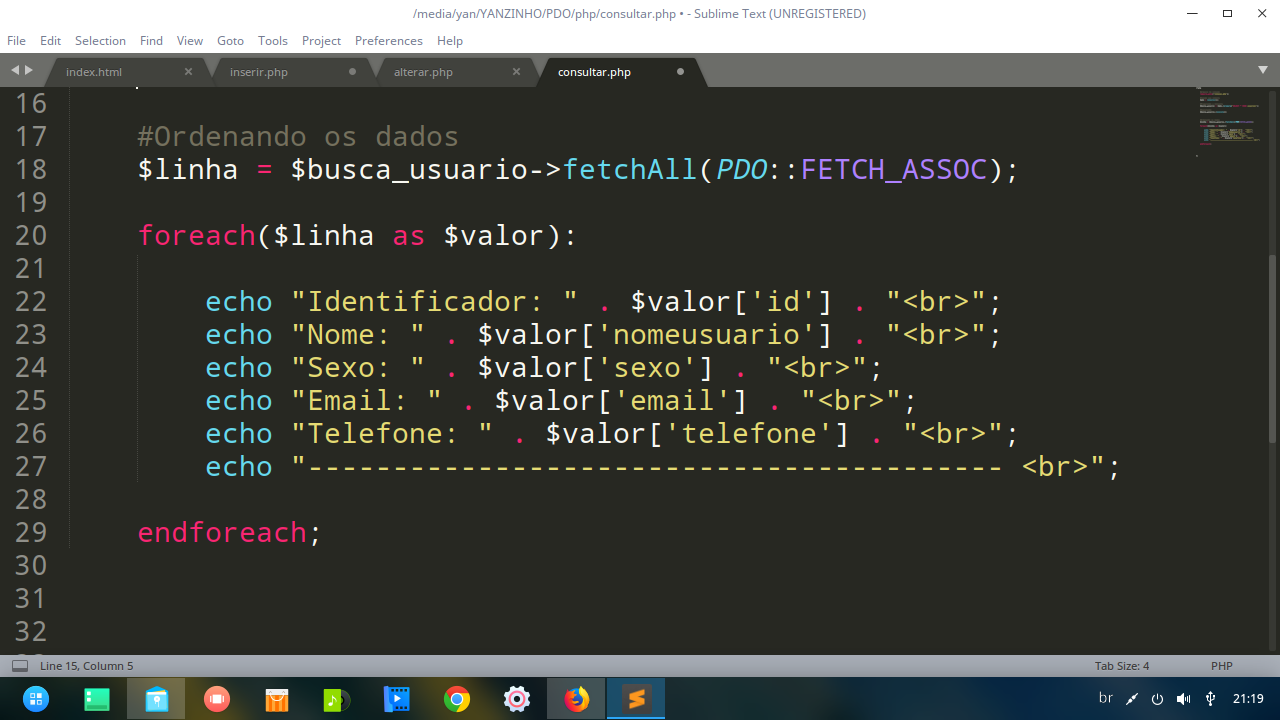 /media/yan/YANZINHO/PDO/php/consultar.php • - Sublime Text (UNREGISTERED)
File Edit Selection Find View Goto Tools Project Preferences Help
index.html inserir.php alterar.php consultar.php
16
17 #Ordenando os dados
18 $linha = $busca_usuario->fetchAll(PDO::FETCH_ASSOC);
19
20 foreach($linha as $valor):
21
22 echo "Identificador: " . $valor['id'] . "<br>";
23 echo "Nome: " . $valor['nomeusuario'] . "<br>";
24 echo "Sexo: " . $valor['sexo'] . "<br>";
25 echo "Email: " . $valor['email'] . "<br>";
26 echo "Telefone: " . $valor['telefone'] . "<br>";
27 echo "----------------------------------------- <br>";
28
29 endforeach;
30
31
32
Line 15, Column 5 Tab Size: 4 PHP
br 21:19